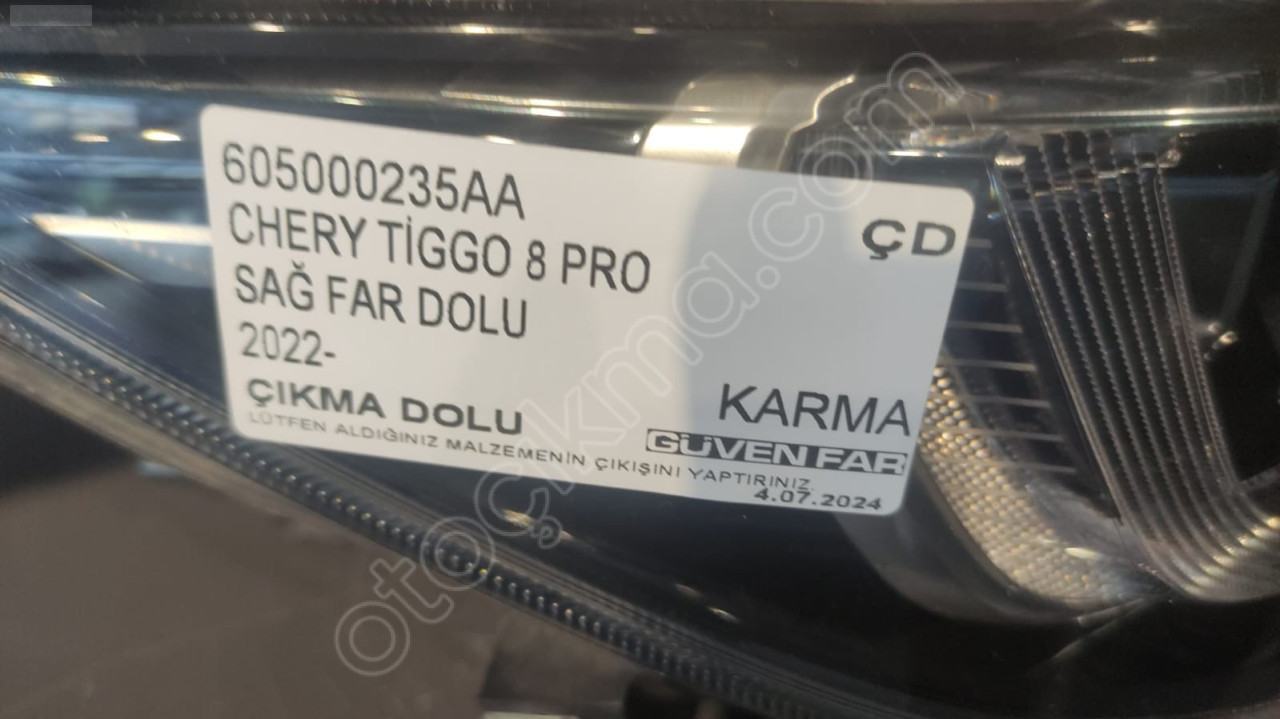 605000235AA
ÇD
CHERY TİGGO 8 PRO
SAĞ FAR DOLU
2022-
KARMA
ÇIKMA DOLU
GÜVEN FAR
LÜTFEN ALDIĞINIZ MALZEMENİN ÇIKIŞINI YAPTIRINIZ.
4.07.2024
otoçıkma.com